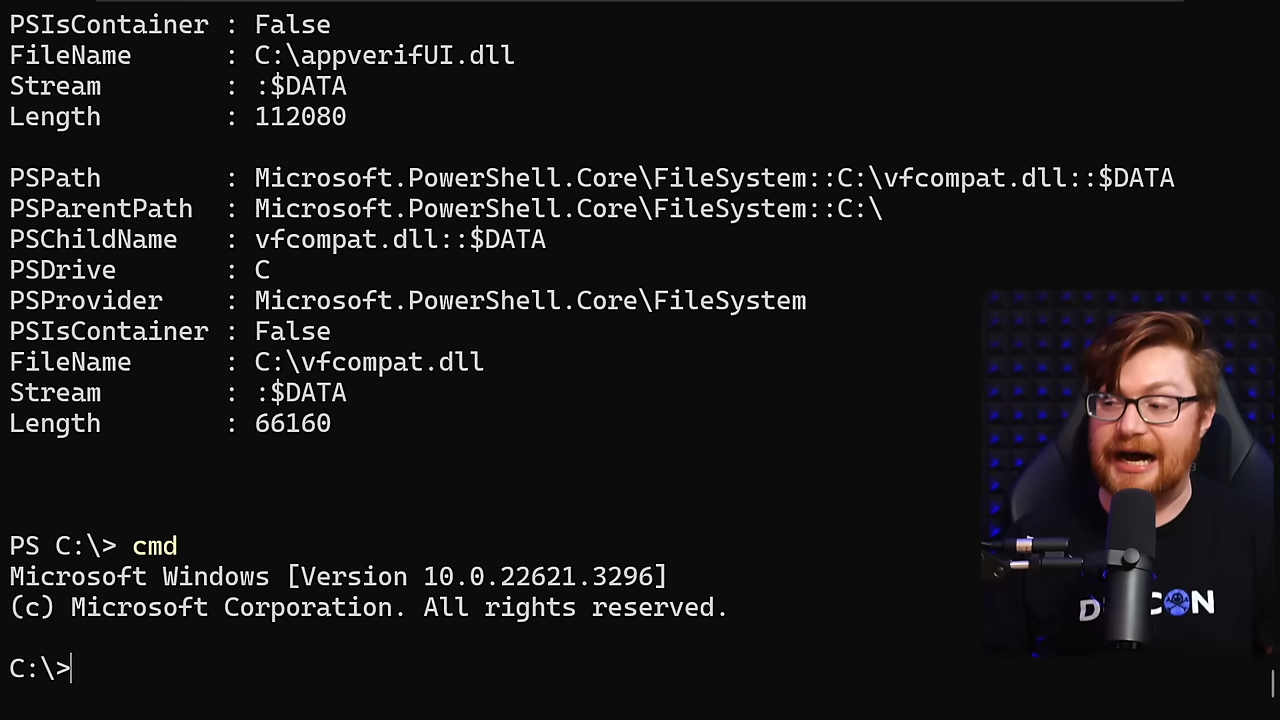 PSIsContainer : False
FileName      : C:\appverifUI.dll
Stream        : :$DATA
Length        : 112080
PSPath        : Microsoft.PowerShell.Core\FileSystem::C:\vfcompat.dll::$DATA
PSParentPath  : Microsoft.PowerShell.Core\FileSystem::C:\
PSChildName   : vfcompat.dll::$DATA
PSDrive       : C
PSProvider    : Microsoft.PowerShell.Core\FileSystem
PSIsContainer : False
FileName      : C:\vfcompat.dll
Stream        : :$DATA
Length        : 66160
PS C:\> cmd
Microsoft Windows [Version 10.0.22621.3296]
(c) Microsoft Corporation. All rights reserved.
C:\>